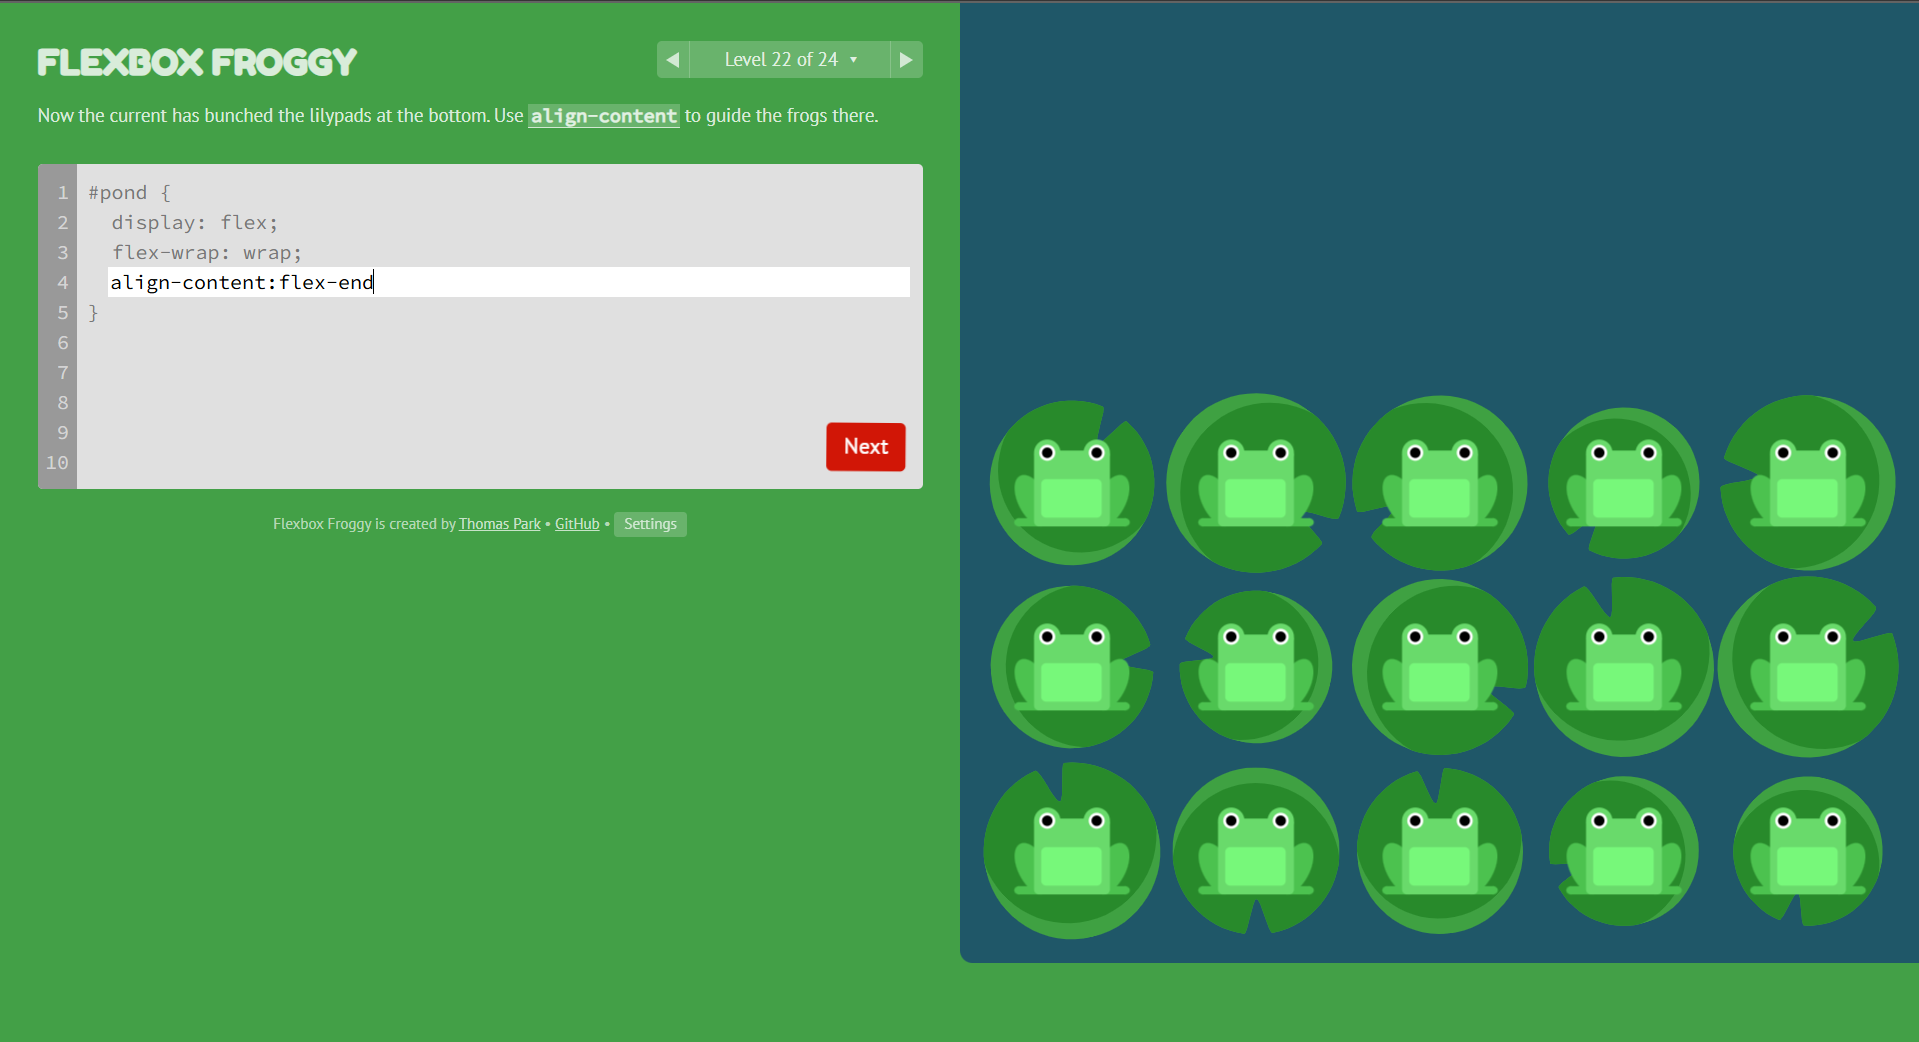 FLEXBOX FROGGY
◀ Level 22 of 24 ▾ ▶
Now the current has bunched the lilypads at the bottom. Use align-content to guide the frogs there.
1 #pond {
2 display: flex;
3 flex-wrap: wrap;
4 align-content:flex-end
5 }
6
7
8
9
10
Next
Flexbox Froggy is created by Thomas Park • GitHub • Settings